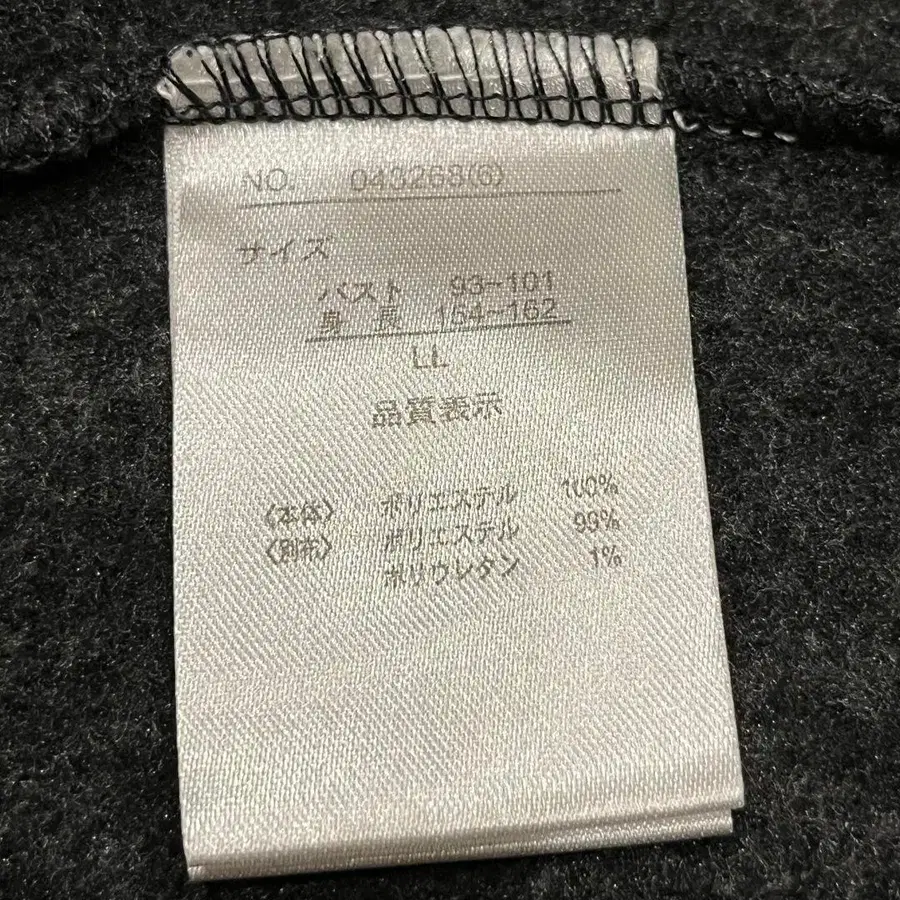 NO. 043268(6)
サイズ
バスト 93-101
身長 154-162
LL
品質表示
〈本体〉 ポリエステル 100%
〈別布〉 ポリエステル 99%
ポリウレタン 1%